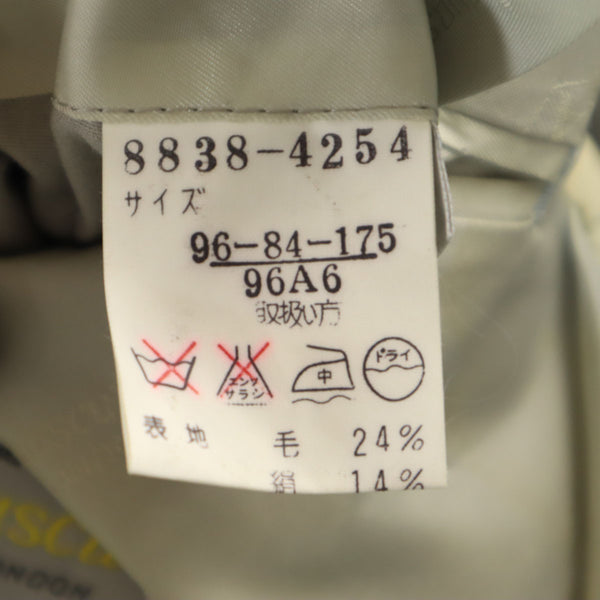 8838-4254
サイズ
96-84-175
96A6
取扱い方
エンソ
サラシ
中
ドライ
表地 毛 24%
絹 14%